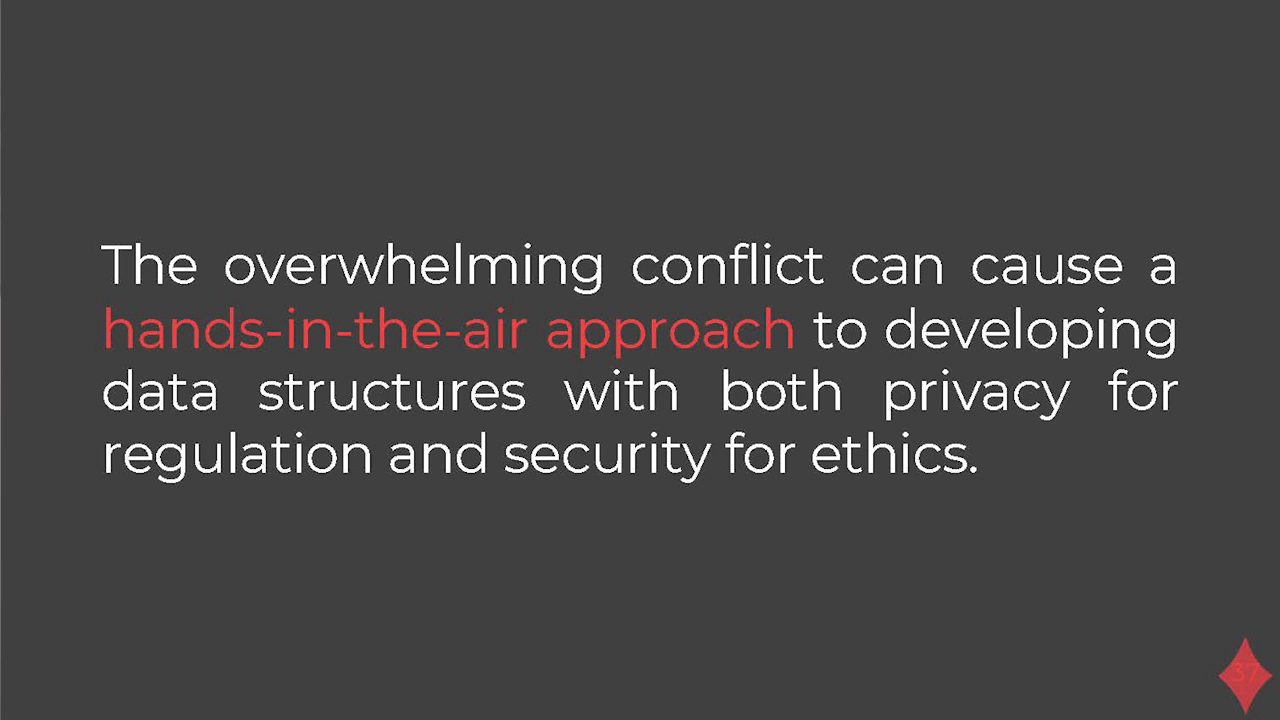 The overwhelming conflict can cause a
hands-in-the-air approach to developing
data structures with both privacy for
regulation and security for ethics.
37